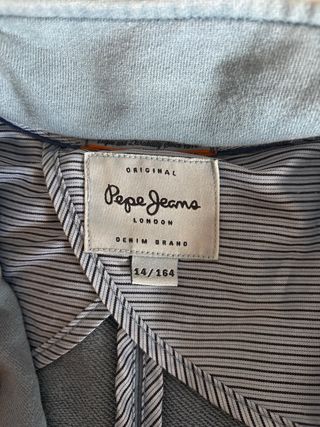 ORIGINAL
Pepe Jeans
LONDON
DENIM BRAND
14/164